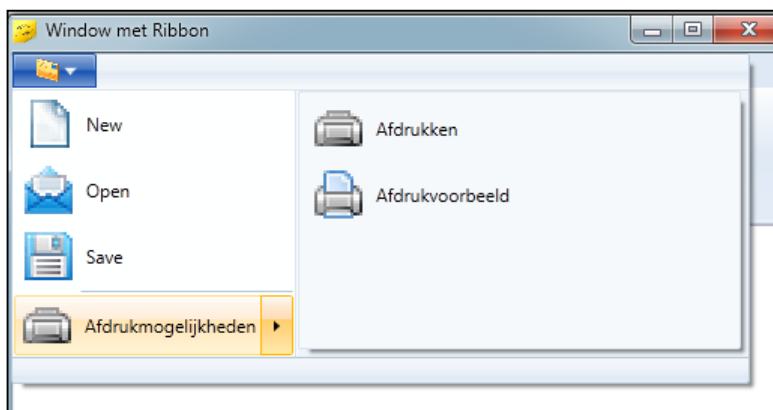 Window met Ribbon
New
Open
Save
Afdrukmogelijkheden
Afdrukken
Afdrukvoorbeeld